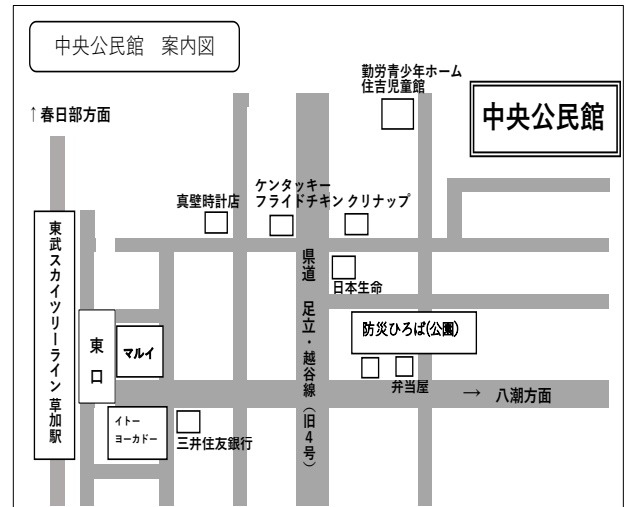 中央公民館　案内図
勤労青少年ホーム
住吉児童館
中央公民館
↑春日部方面
ケンタッキー
フライドチキン
クリナップ
真壁時計店
東武スカイツリーライン 草加駅
県道　足立・越谷線（旧4号）
日本生命
防災ひろば(公園)
東口
マルイ
弁当屋
→ 八潮方面
イトー
ヨーカドー
三井住友銀行